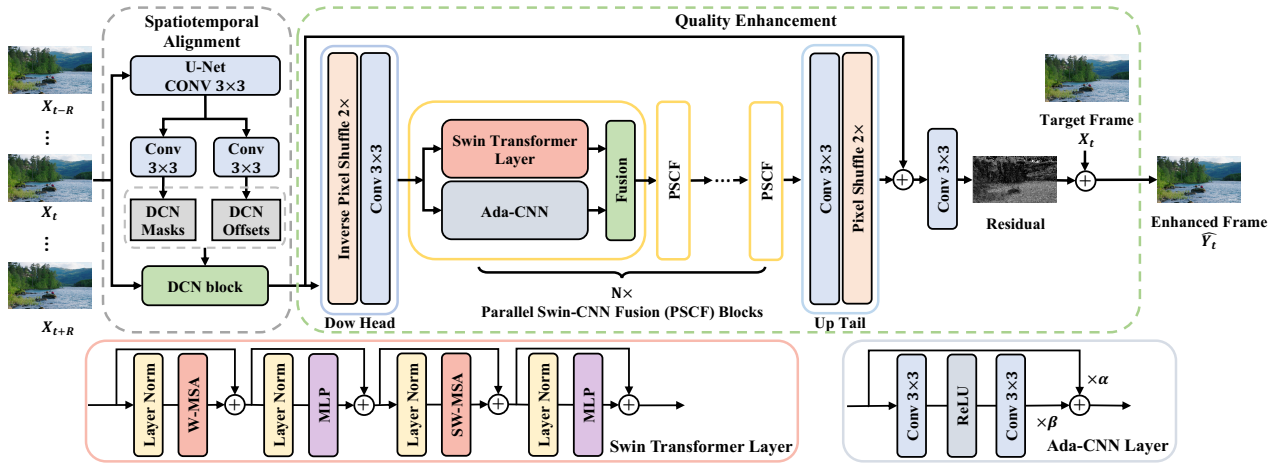 Spatiotemporal
Alignment
Quality Enhancement
X_{t-R}
...
X_t
...
X_{t+R}
U-Net
CONV 3×3
Conv
3×3
Conv
3×3
DCN
Masks
DCN
Offsets
DCN block
Inverse Pixel Shuffle 2×
Conv 3×3
Dow Head
Swin Transformer
Layer
Ada-CNN
Fusion
PSCF
...
PSCF
N×
Parallel Swin-CNN Fusion (PSCF) Blocks
Conv 3×3
Pixel Shuffle 2×
Up Tail
+
Conv 3×3
Residual
Target Frame
X_t
+
Enhanced Frame
\widehat{Y_t}
Layer Norm
W-MSA
+
Layer Norm
MLP
+
Layer Norm
SW-MSA
+
Layer Norm
MLP
+
Swin Transformer Layer
Conv 3×3
ReLU
Conv 3×3
×α
×β
+
Ada-CNN Layer